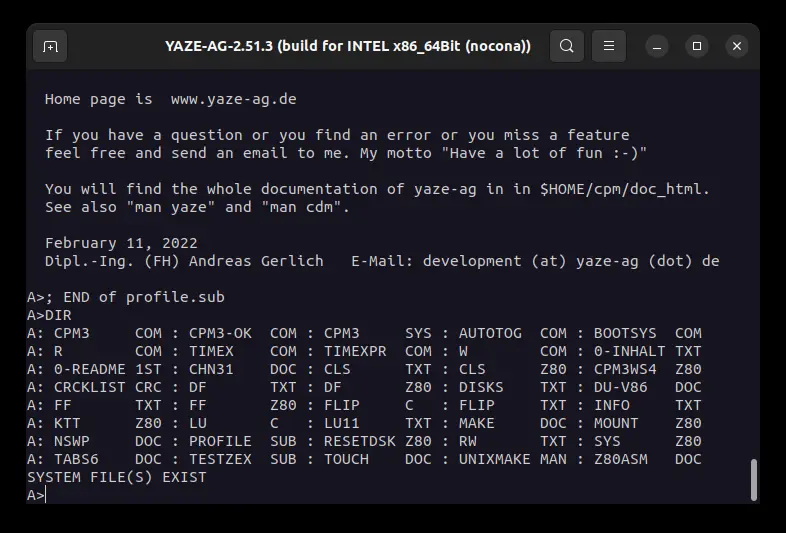 YAZE-AG-2.51.3 (build for INTEL x86_64Bit (nocona))
Home page is  www.yaze-ag.de
If you have a question or you find an error or you miss a feature
feel free and send an email to me. My motto "Have a lot of fun :-)"
You will find the whole documentation of yaze-ag in in $HOME/cpm/doc_html.
See also "man yaze" and "man cdm".
February 11, 2022
Dipl.-Ing. (FH) Andreas Gerlich   E-Mail: development (at) yaze-ag (dot) de
A>; END of profile.sub
A>DIR
A: CPM3     COM : CPM3-OK  COM : CPM3     SYS : AUTOTOG  COM : BOOTSYS  COM
A: R        COM : TIMEX    COM : TIMEXPR  COM : W        COM : 0-INHALT TXT
A: 0-README 1ST : CHN31    DOC : CLS      TXT : CLS      Z80 : CPM3WS4  Z80
A: CRCKLIST CRC : DF       TXT : DF       Z80 : DISKS    TXT : DU-V86   DOC
A: FF       TXT : FF       Z80 : FLIP     C   : FLIP     TXT : INFO     TXT
A: KTT      Z80 : LU       C   : LU11     TXT : MAKE     DOC : MOUNT    Z80
A: NSWP     DOC : PROFILE  SUB : RESETDSK Z80 : RW       TXT : SYS      Z80
A: TABS6    DOC : TESTZEX  SUB : TOUCH    DOC : UNIXMAKE MAN : Z80ASM   DOC
SYSTEM FILE(S) EXIST
A>